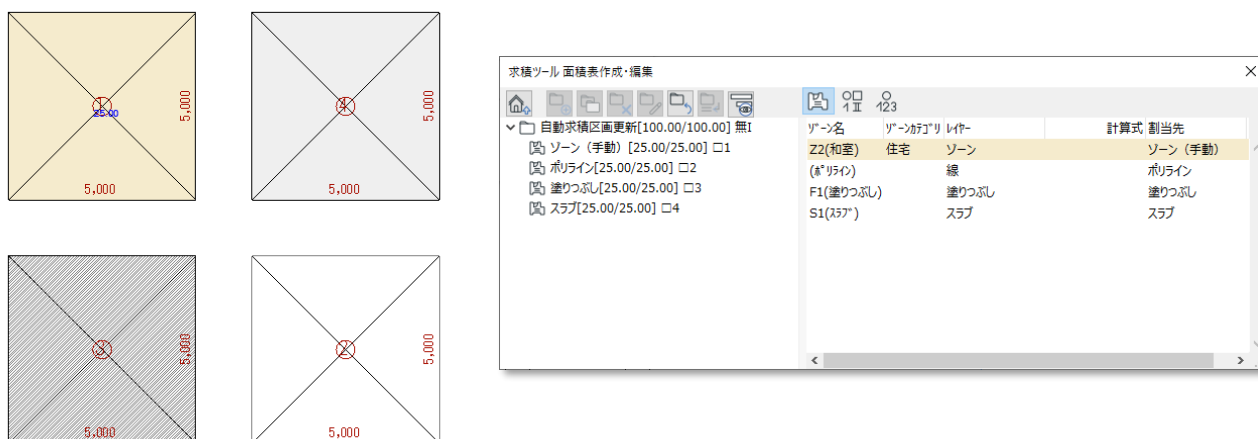 1
25.00
5,000
5,000
4
5,000
5,000
3
5,000
5,000
2
5,000
5,000
求積ツール 面積表作成・編集
自動求積区画更新[100.00/100.00] 無I
ゾーン（手動）[25.00/25.00] □1
ポリライン[25.00/25.00] □2
塗りつぶし[25.00/25.00] □3
スラブ[25.00/25.00] □4
123
ｿﾞｰﾝ名 ｿﾞｰﾝｶﾃｺﾞﾘ ﾚｲﾔｰ 計算式 割当先
Z2(和室) 住宅 ゾーン ゾーン（手動）
(ﾎﾟﾘﾗｲﾝ) 線 ポリライン
F1(塗りつぶし) 塗りつぶし 塗りつぶし
S1(ｽﾗﾌﾞ) スラブ スラブ